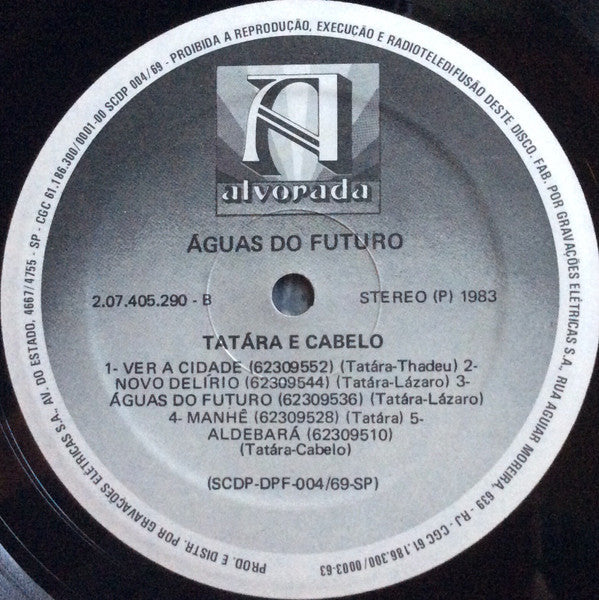 PROD. E DISTR. POR GRAVAÇÕES ELÉTRICAS S.A., AV. DO ESTADO, 4667/4755 - SP - CGC 61.186.300/0001-00 SCDP 004/69 - PROIBIDA A REPRODUÇÃO, EXECUCÃO E RADIOTELEDIFUSÃO DESTE DISCO. FAB. POR GRAVAÇÕES ELÉTRICAS S.A., RUA AGUIAR MOREIRA, 639 - RJ - CGC 61.186.300/0003-63
A
alvorada
ÁGUAS DO FUTURO
2.07.405.290 - B
STEREO (P) 1983
TATÁRA E CABELO
1- VER A CIDADE (62309552) (Tatára-Thadeu) 2-
NOVO DELÍRIO (62309544) (Tatára-Lázaro) 3-
ÁGUAS DO FUTURO (62309536) (Tatára-Lázaro)
4- MANHÊ (62309528) (Tatára) 5-
ALDEBARÁ (62309510)
(Tatára-Cabelo)
(SCDP-DPF-004/69-SP)